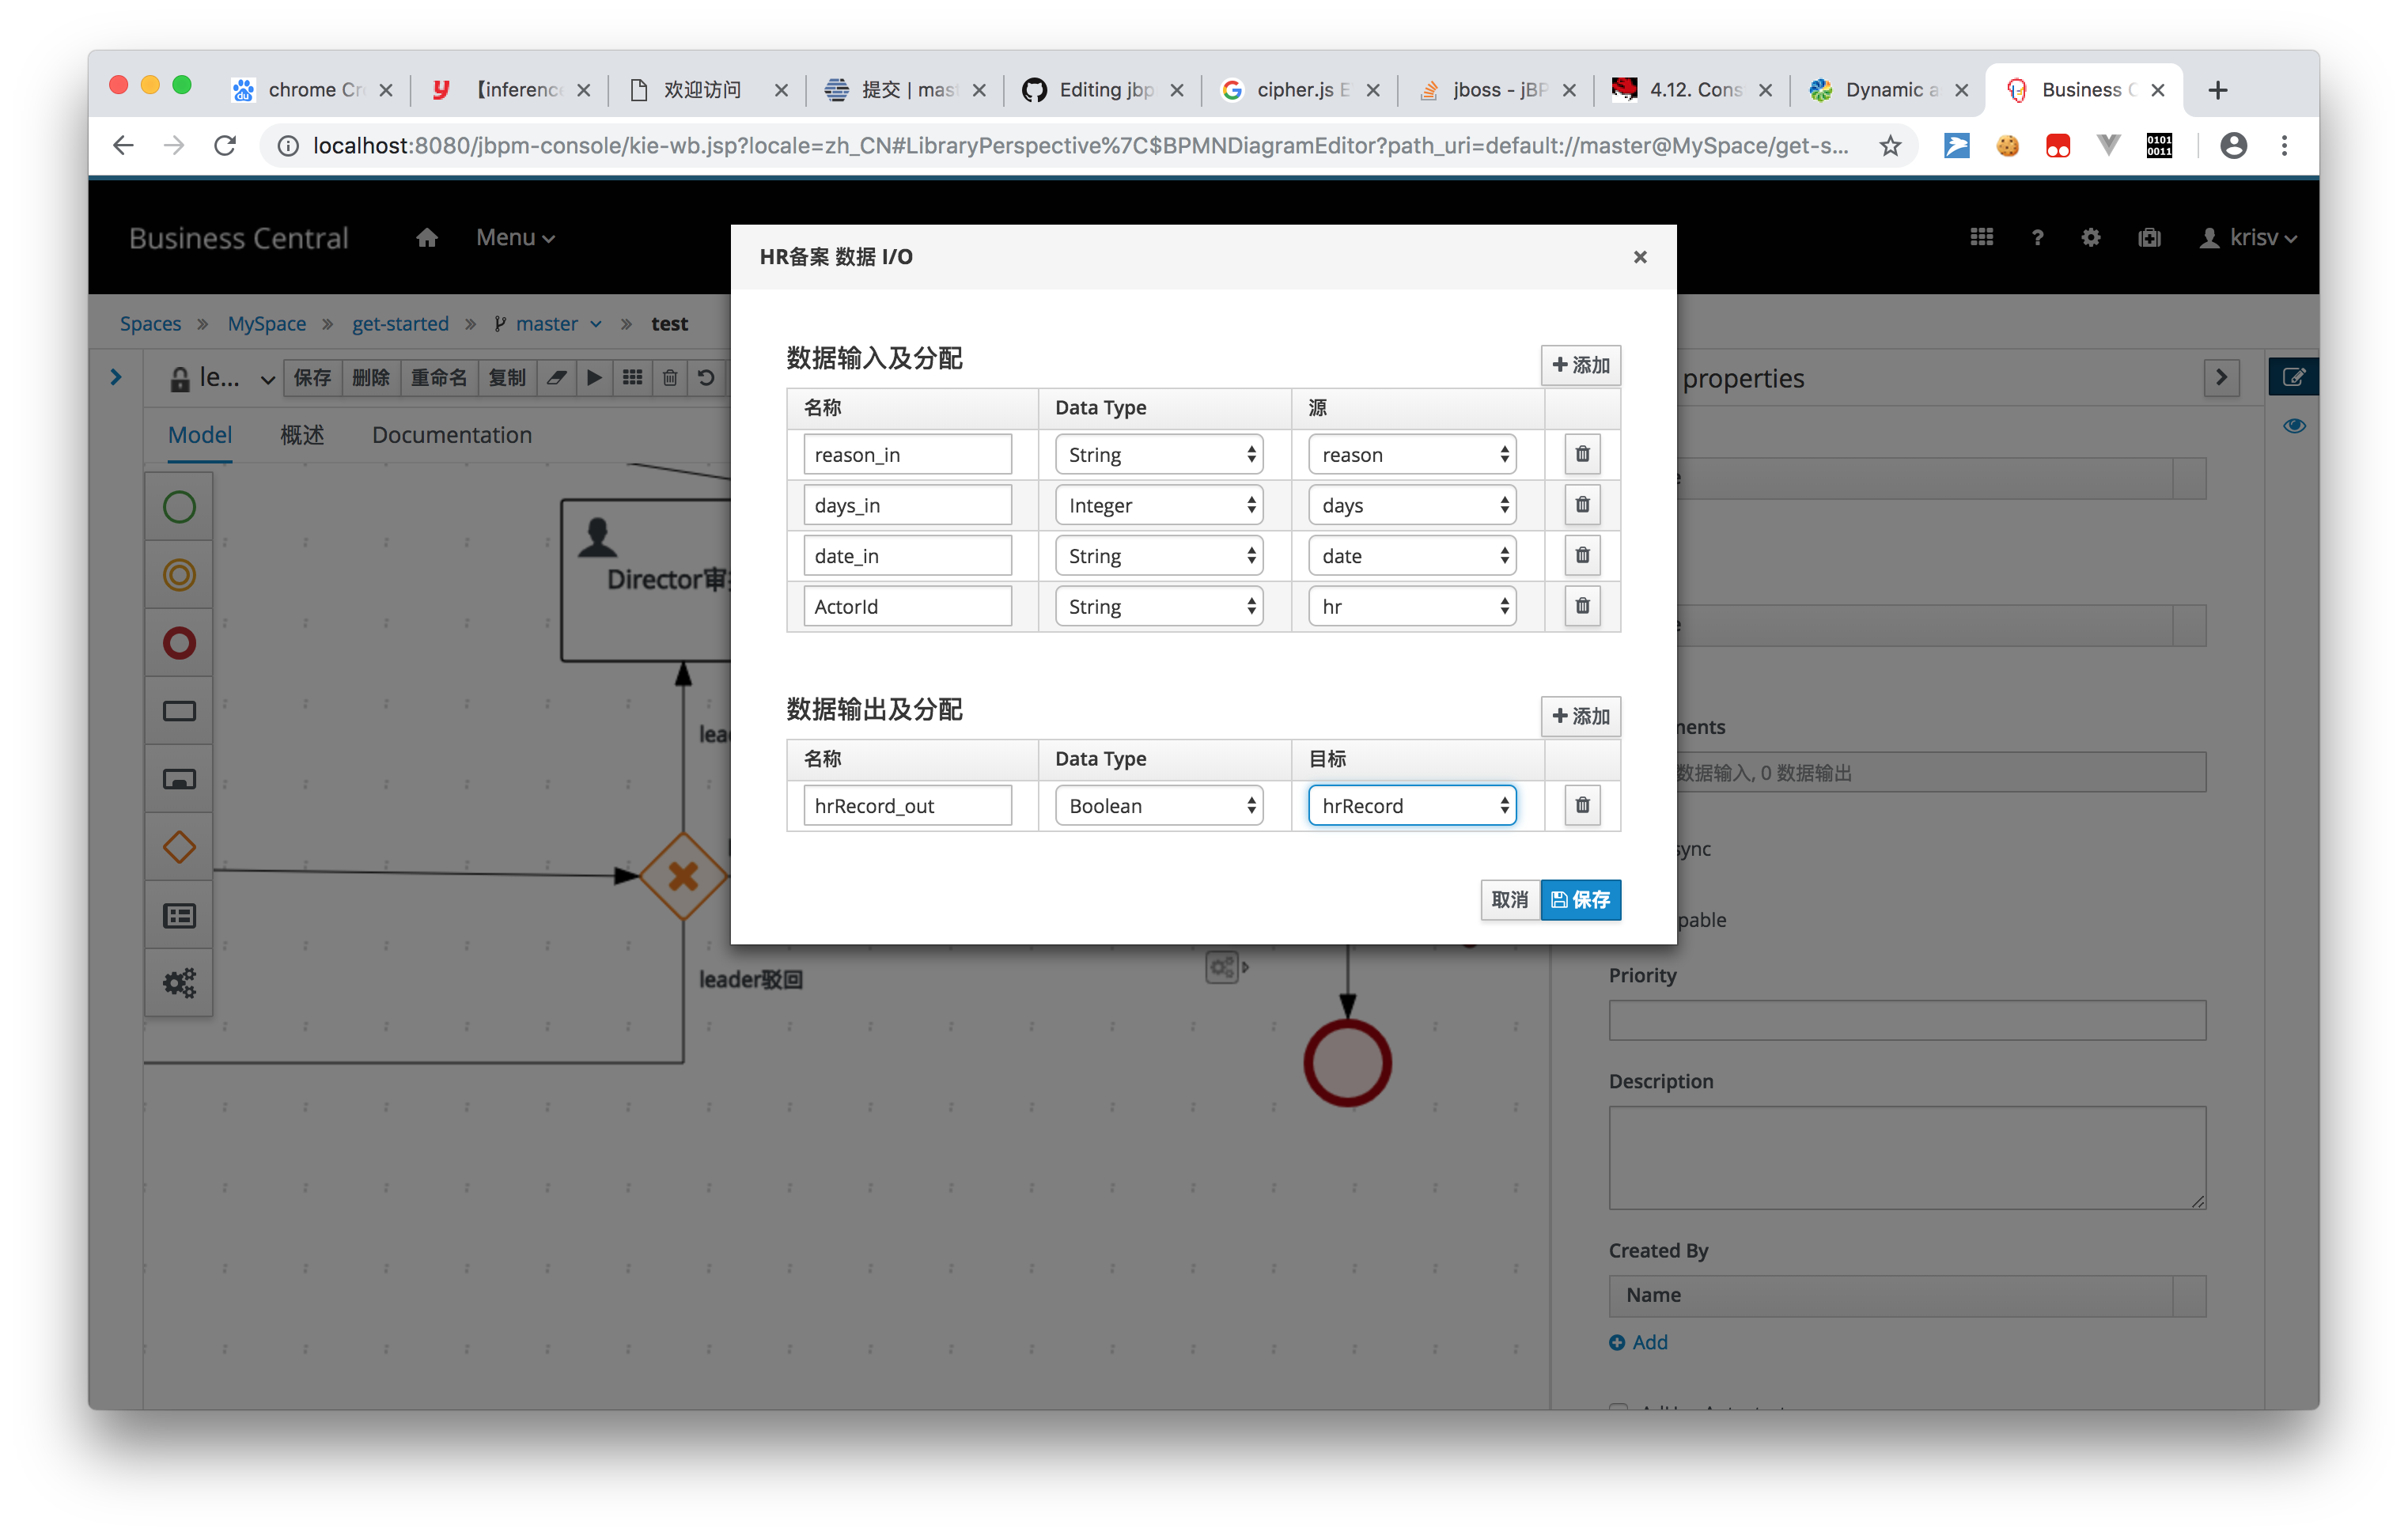 chrome Cr
【inference
欢迎访问
提交 | mas
Editing jbp
cipher.js E
jboss - jBP
4.12. Cons
Dynamic a
Business C
localhost:8080/jbpm-console/kie-wb.jsp?locale=zh_CN#LibraryPerspective%7C$BPMNDiagramEditor?path_uri=default://master@MySpace/get-s...
0101
0011
Business Central
Menu
krisv
Spaces » MySpace » get-started » master » test
le...
保存 删除 重命名 复制
properties
Model 概述 Documentation
HR备案 数据 I/O
数据输入及分配
添加
名称 Data Type 源
reason_in String reason
days_in Integer days
date_in String date
ActorId String hr
数据输出及分配
添加
名称 Data Type 目标
hrRecord_out Boolean hrRecord
取消 保存
Director审
lea
leader驳回
ments
数据输入, 0 数据输出
sync
pable
Priority
Description
Created By
Name
Add